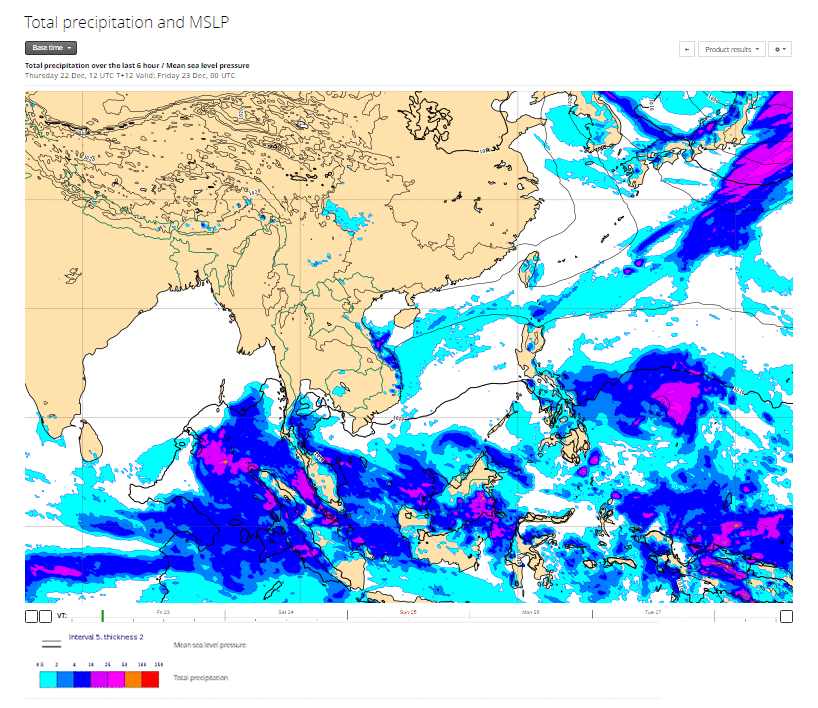 Total precipitation and MSLP
Base time
Product results
Total precipitation over the last 6 hour / Mean sea level pressure
Thursday 22 Dec, 12 UTC T+12 Valid: Friday 23 Dec, 00 UTC
VT:
Fri 23
Sat 24
Sun 25
Mon 26
Tue 27
Interval 5, thickness 2
Mean sea level pressure
0.5 2 4 10 25 50 100 250
Total precipitation